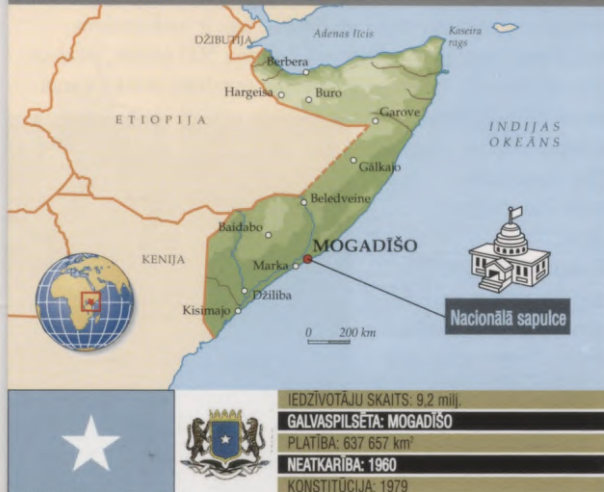 DŽIBUTIJA
Adenas līcis
Kaseira
rags
Berbera
Hargeisa
Buro
ETIOPIJA
Garove
INDIJAS
OKEĀNS
Gālkajo
Beledveine
Baidabo
MOGADĪŠO
KENIJA
Marka
Džiliba
Kisimajo
0 200 km
Nacionālā sapulce
IEDZĪVOTĀJU SKAITS: 9,2 milj.
GALVASPILSĒTA: MOGADĪŠO
PLATĪBA: 637 657 km²
NEATKARĪBA: 1960
KONSTITŪCIJA: 1979